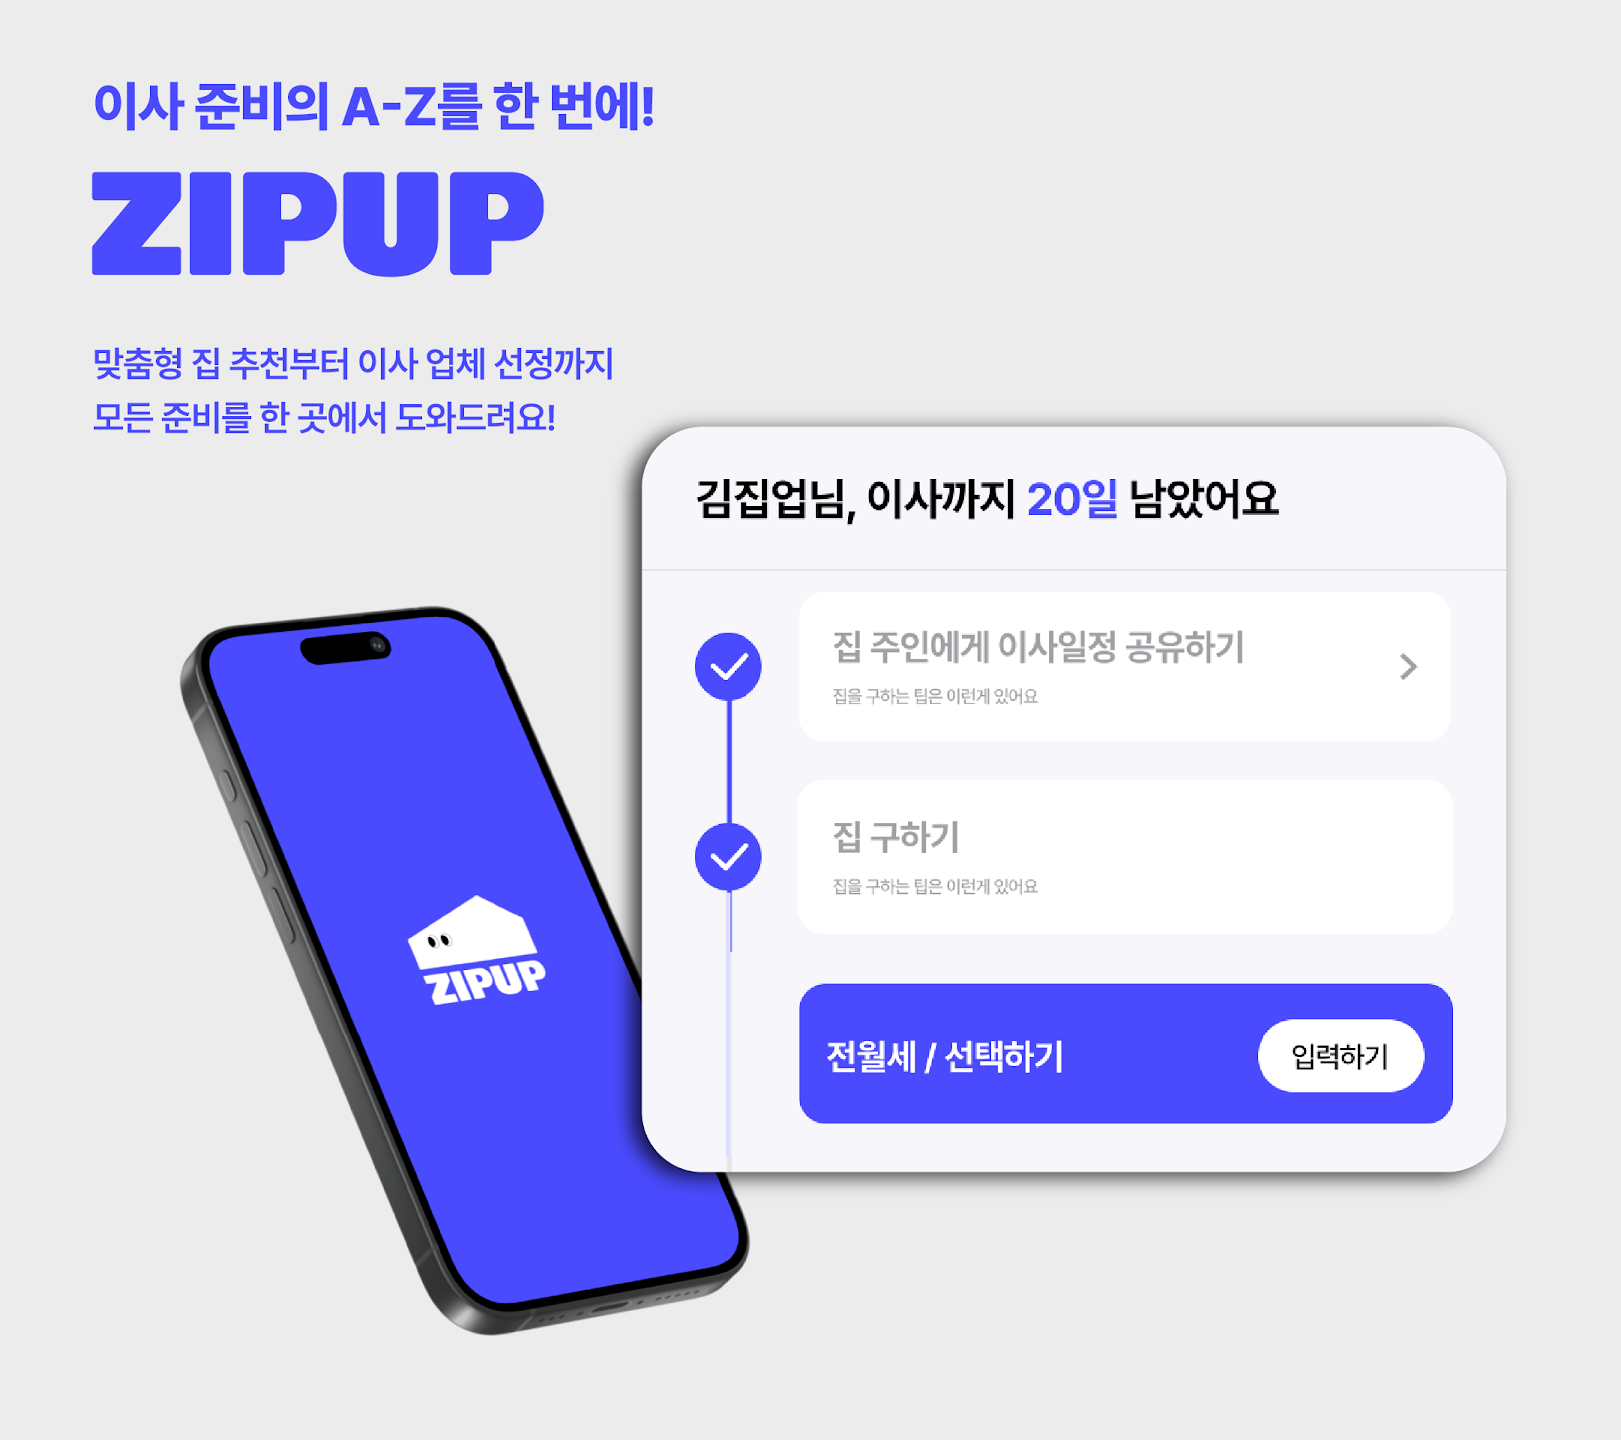 이사 준비의 A-Z를 한 번에!
ZIPUP
맞춤형 집 추천부터 이사 업체 선정까지
모든 준비를 한 곳에서 도와드려요!
김집업님, 이사까지 20일 남았어요
집 주인에게 이사일정 공유하기
집을 구하는 팁은 이런게 있어요
집 구하기
집을 구하는 팁은 이런게 있어요
전월세 / 선택하기
입력하기
ZIPUP